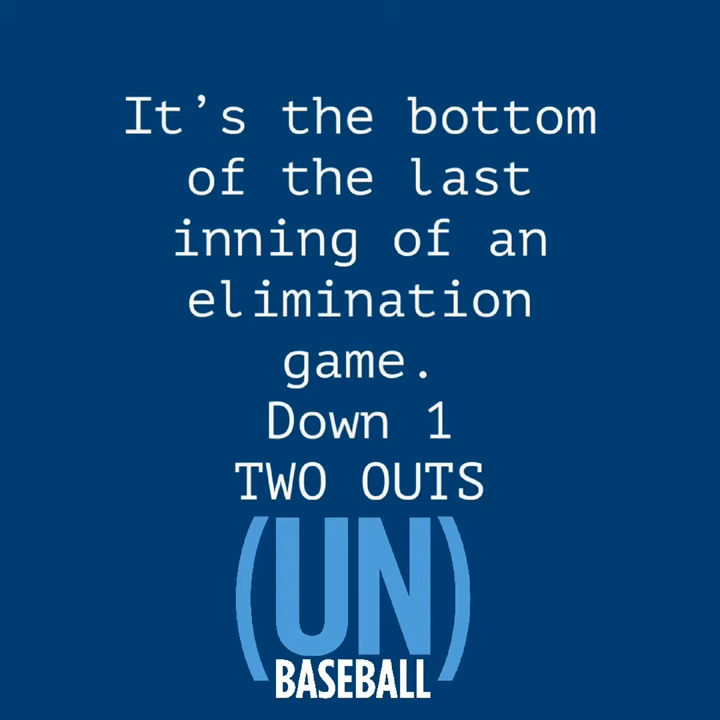 It’s the bottom
of the last
inning of an
elimination
game.
Down 1
TWO OUTS
(UN)
BASEBALL